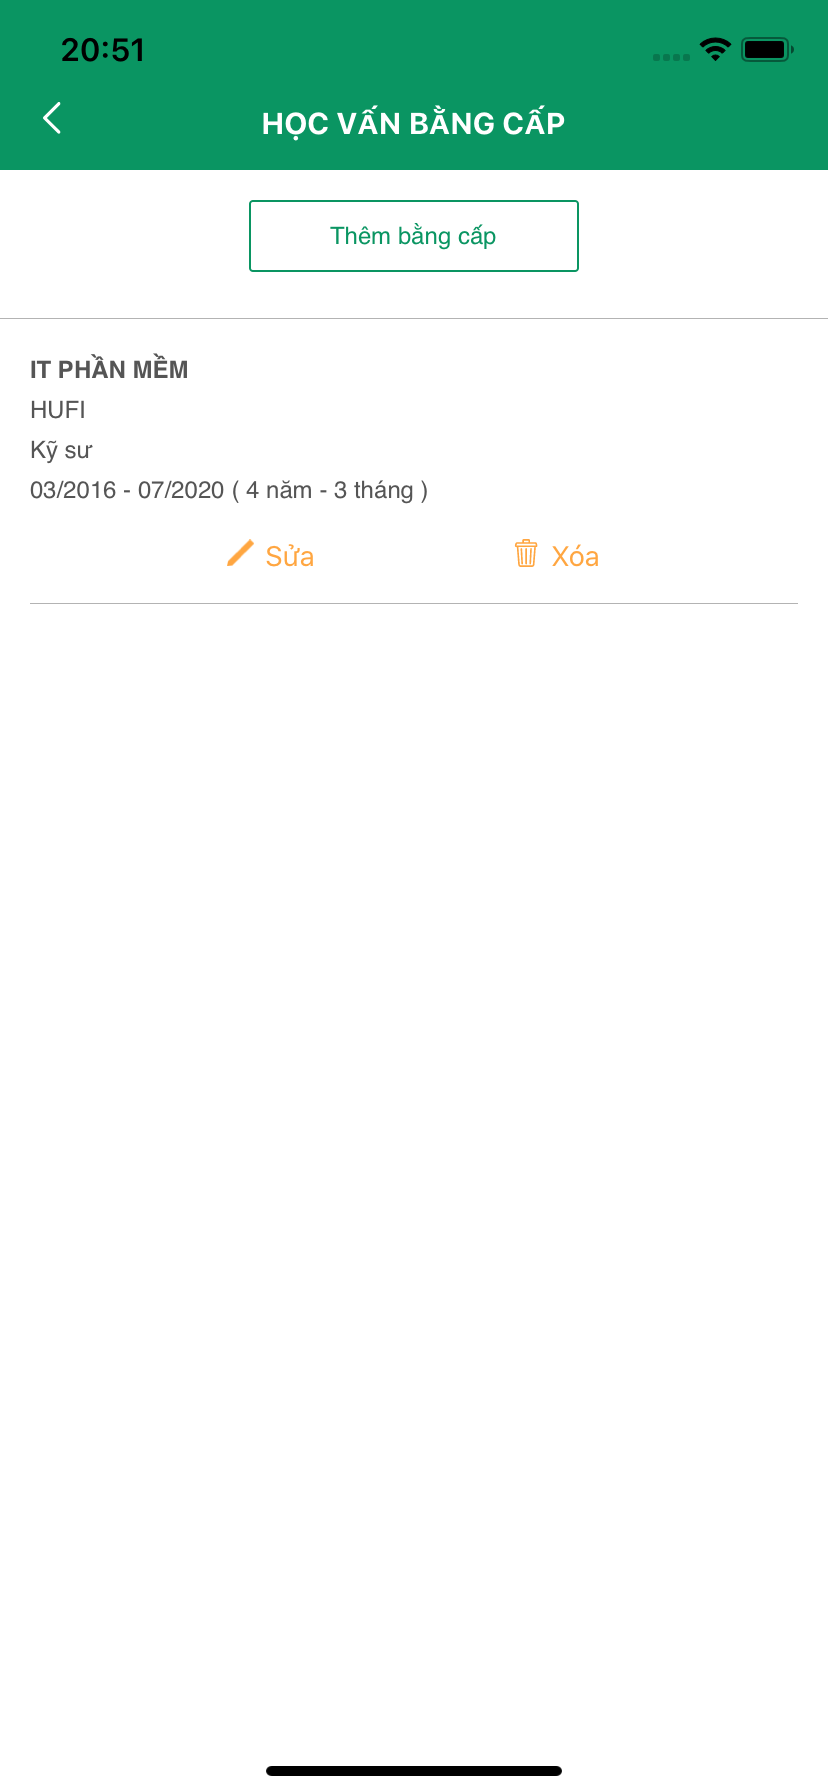 20:51
HỌC VẤN BẰNG CẤP
Thêm bằng cấp
IT PHẦN MỀM
HUFI
Kỹ sư
03/2016 - 07/2020 ( 4 năm - 3 tháng )
Sửa
Xóa